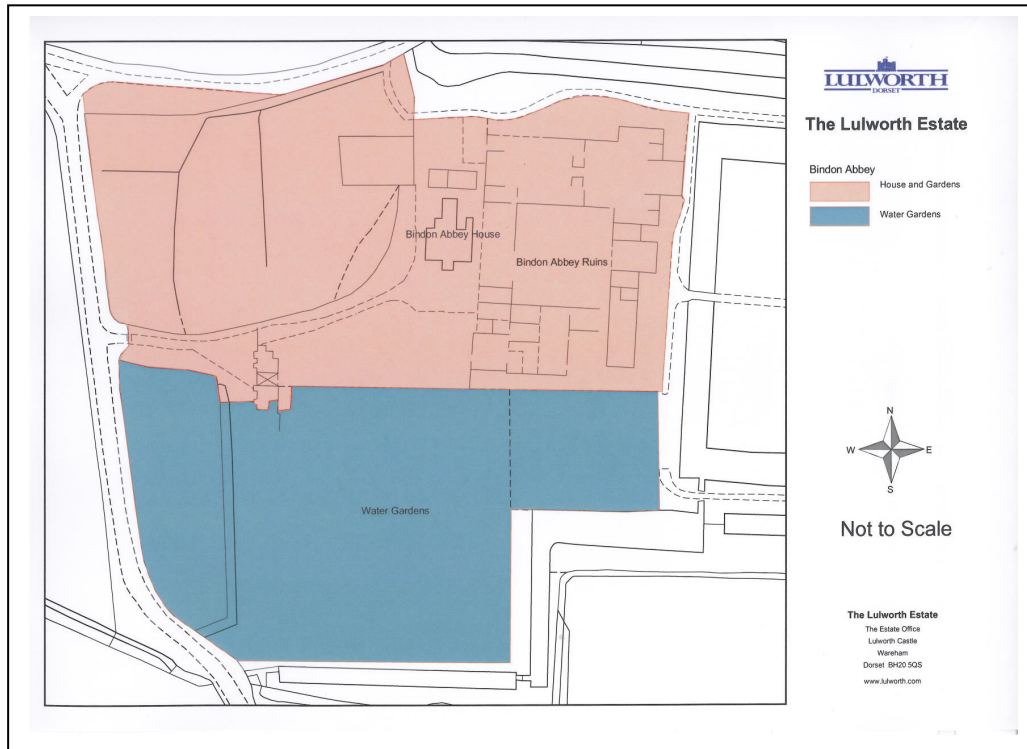 LULWORTH
DORSET
The Lulworth Estate
Bindon Abbey
House and Gardens
Water Gardens
Bindon Abbey House
Bindon Abbey Ruins
Water Gardens
N
W
E
S
Not to Scale
The Lulworth Estate
The Estate Office
Lulworth Castle
Wareham
Dorset BH20 5QS
www.lulworth.com